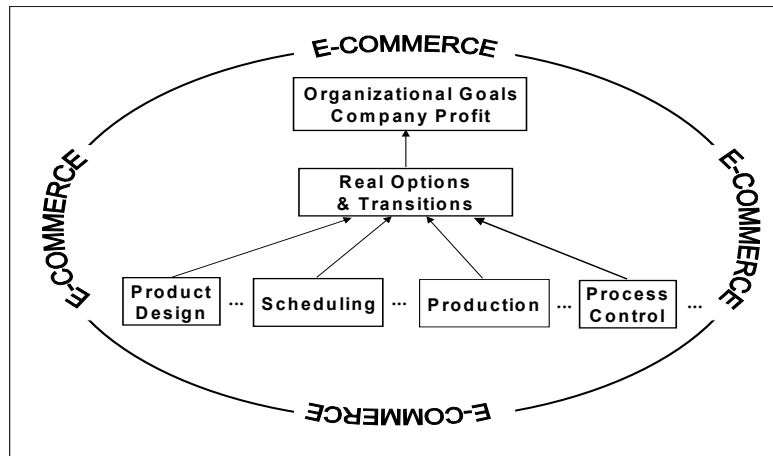 E-COMMERCE
Organizational Goals
Company Profit
E-COMMERCE
E-COMMERCE
Real Options
& Transitions
Product
Design
...
Scheduling
...
Production
...
Process
Control
...
E-COMMERCE